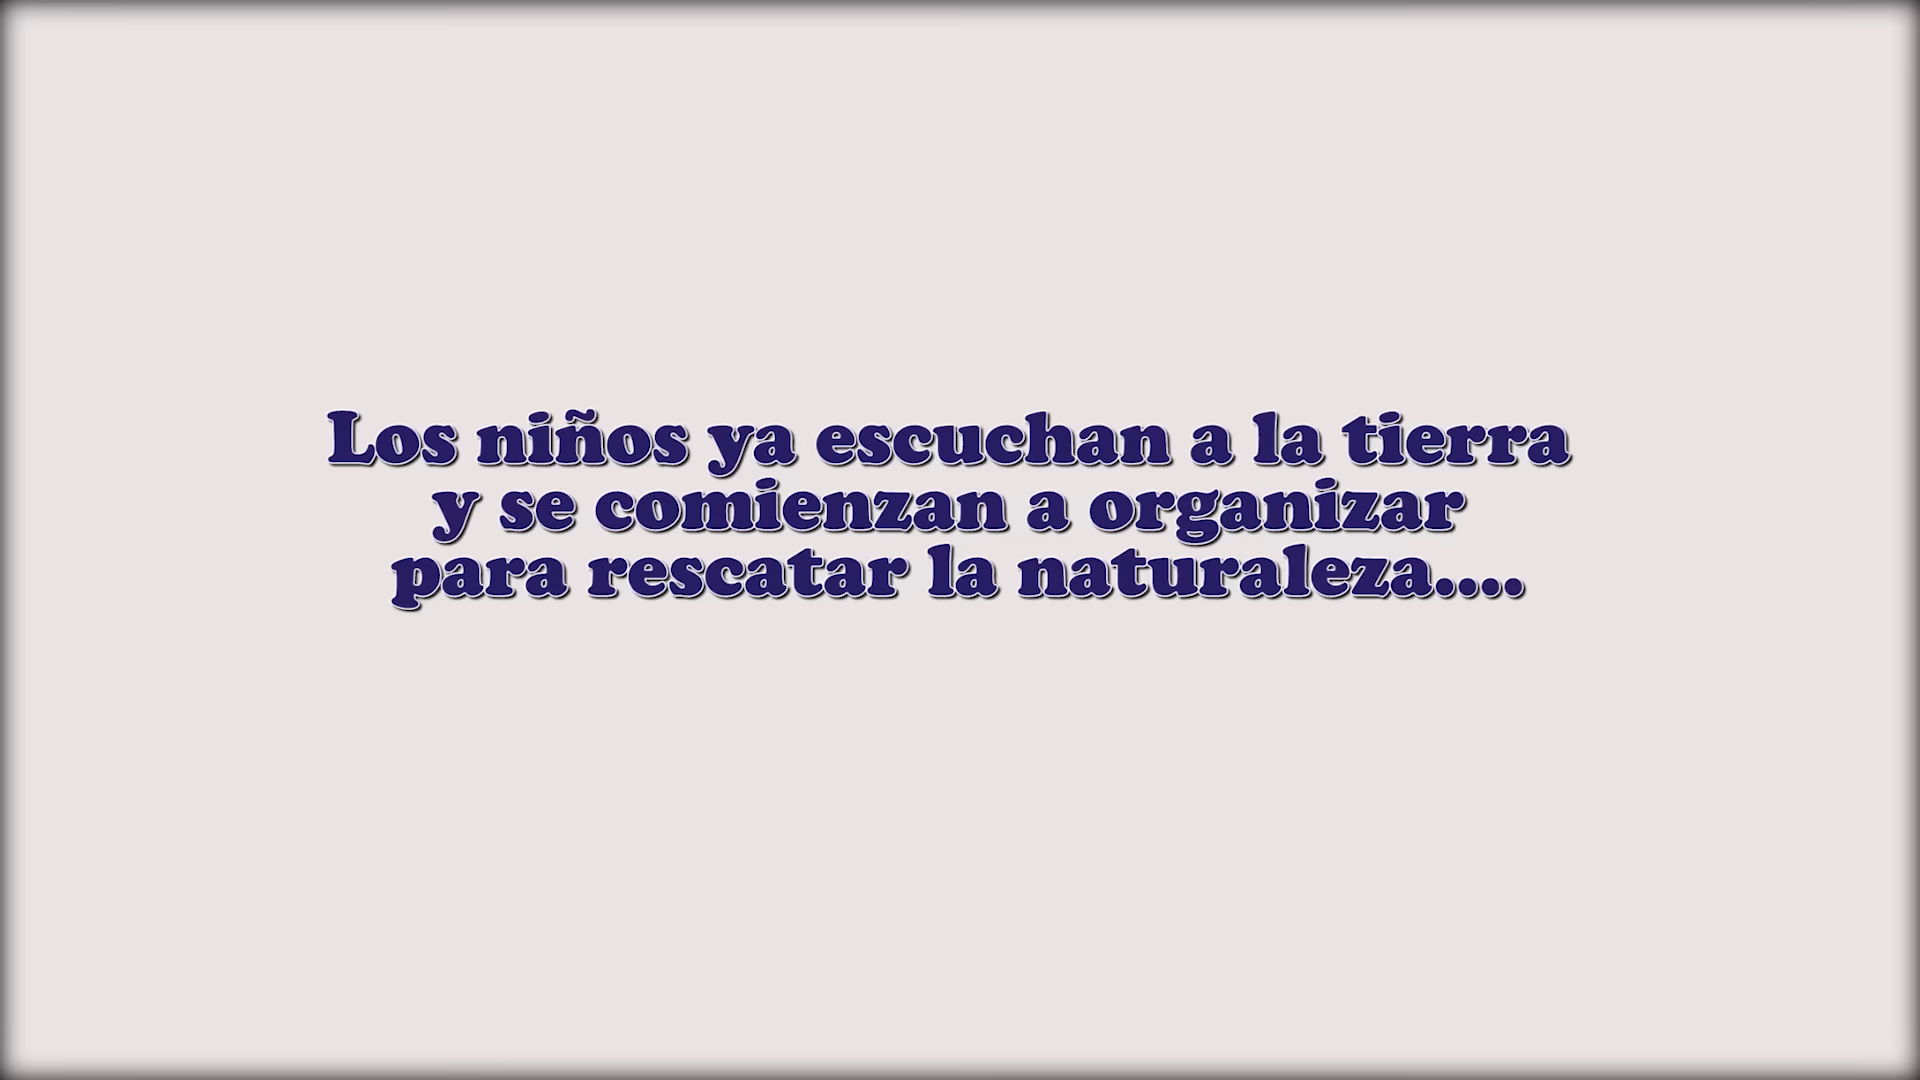 Los niños ya escuchan a la tierra
y se comienzan a organizar
para rescatar la naturaleza....